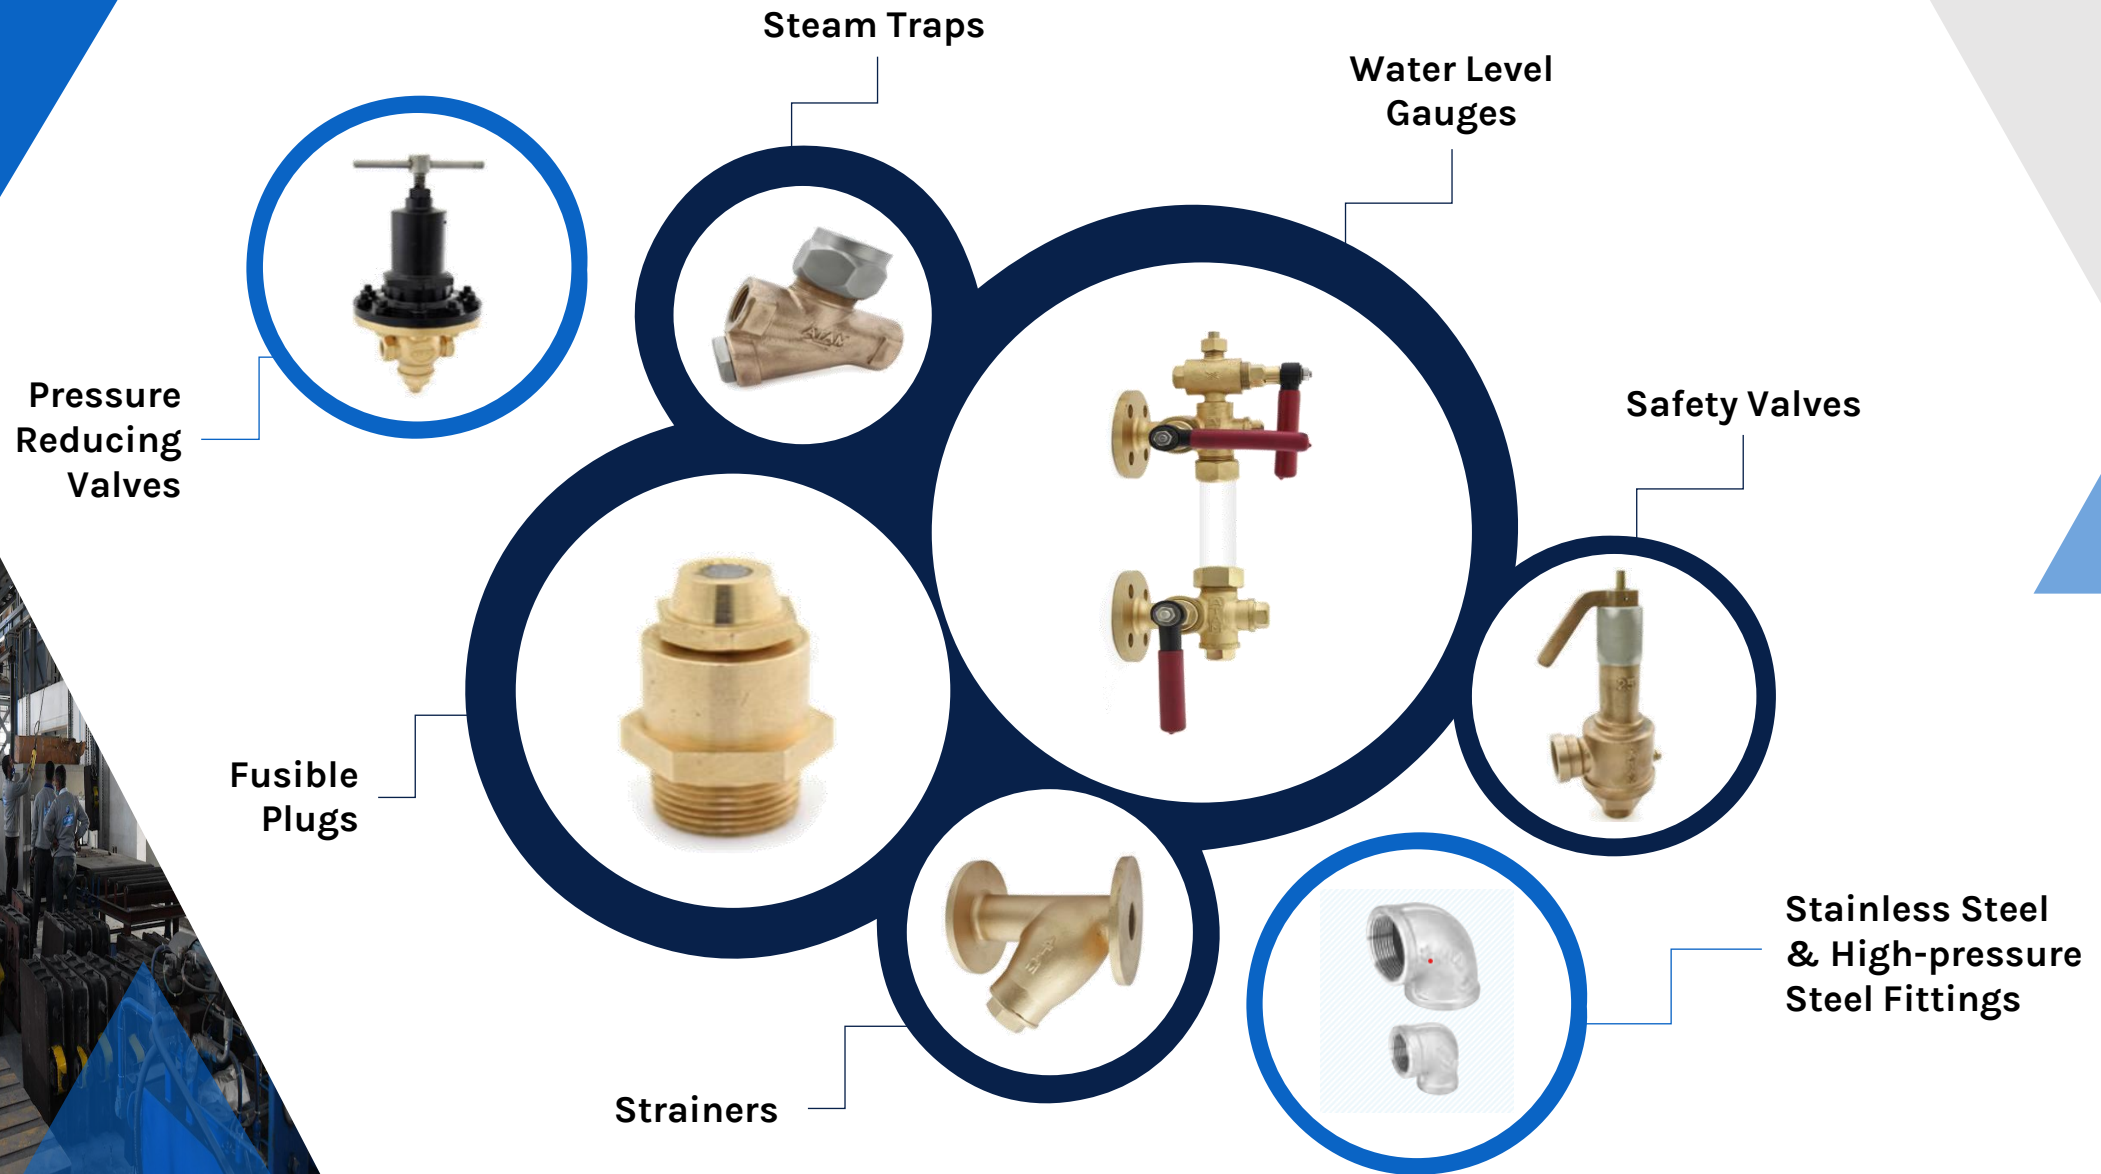 Steam Traps
Water Level
Gauges
Pressure
Reducing
Valves
Safety Valves
Fusible
Plugs
Stainless Steel
& High-pressure
Steel Fittings
Strainers